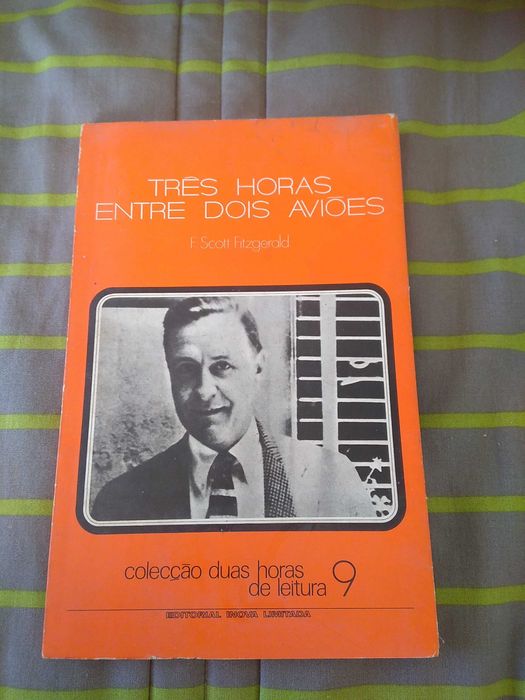 TRÊS HORAS
ENTRE DOIS AVIÕES
F. Scott Fitzgerald
colecção duas horas
de leitura 9
EDITORIAL INOVA LIMITADA